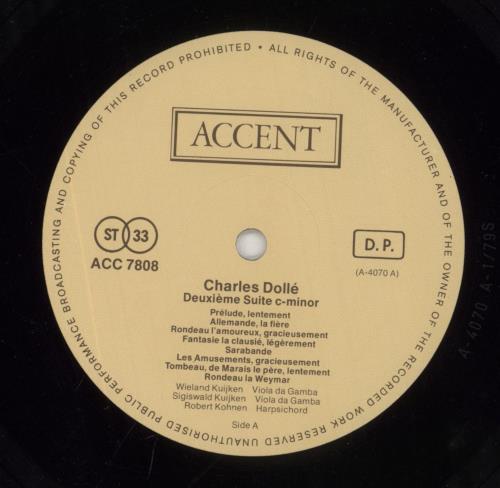 ALL RIGHTS OF THE MANUFACTURER AND OF THE OWNER OF THE RECORDED WORK RESERVED UNAUTHORISED PUBLIC PERFORMANCE BROADCASTING AND COPYING OF THIS RECORD PROHIBITED •
ACCENT
ST 33
ACC 7808
D. P.
(A-4070 A)
Charles Dollé
Deuxième Suite c-minor
Prélude, lentement
Allemande, la fière
Rondeau l'amoureux, gracieusement
Fantasie la clausié, légèrement
Sarabande
Les Amusements, gracieusement
Tombeau, de Marais le père, lentement
Rondeau la Weymar
Wieland Kuijken Viola da Gamba
Sigiswald Kuijken Viola da Gamba
Robert Kohnen Harpsichord
Side A
A-4070 A-1/79S